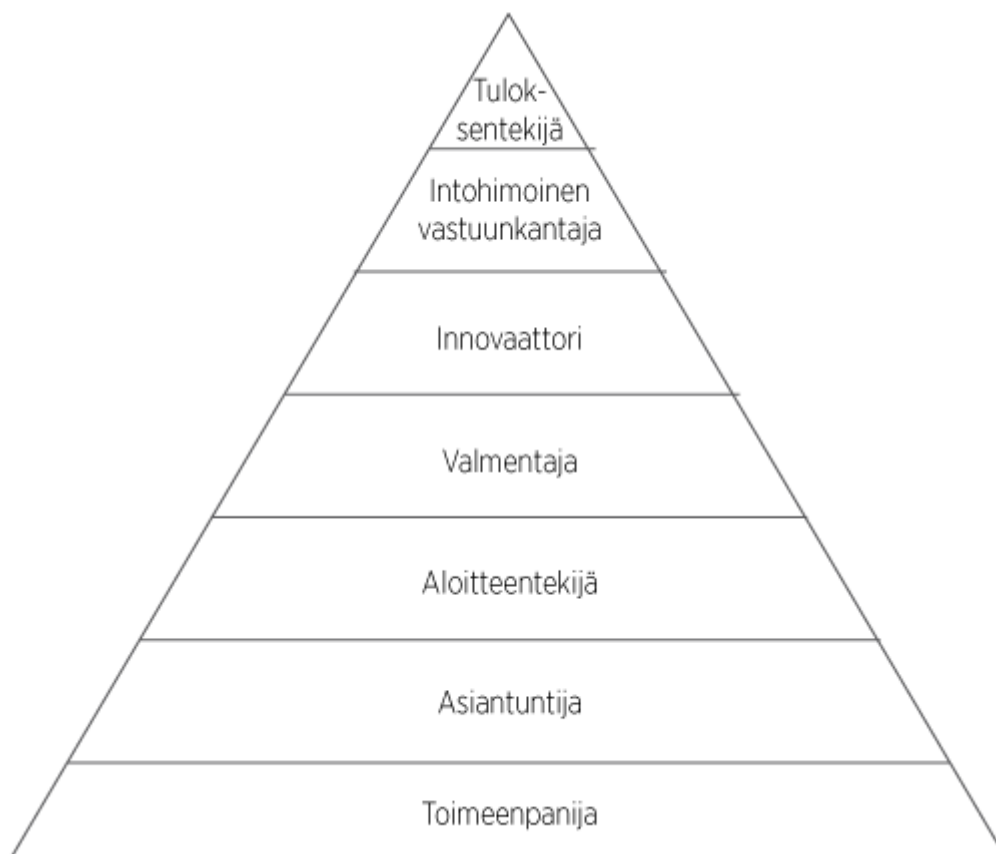 Tulok-
sentekijä
Intohimoinen
vastuunkantaja
Innovaattori
Valmentaja
Aloitteentekijä
Asiantuntija
Toimeenpanija